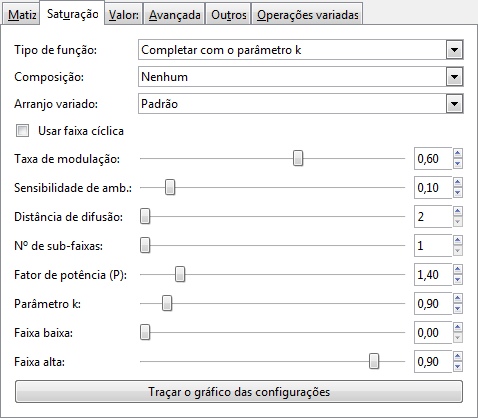 Matiz Saturação Valor: Avançada Outros Operações variadas
Tipo de função: Completar com o parâmetro k
Composição: Nenhum
Arranjo variado: Padrão
Usar faixa cíclica
Taxa de modulação: 0,60
Sensibilidade de amb.: 0,10
Distância de difusão: 2
Nº de sub-faixas: 1
Fator de potência (P): 1,40
Parâmetro k: 0,90
Faixa baixa: 0,00
Faixa alta: 0,90
Traçar o gráfico das configurações